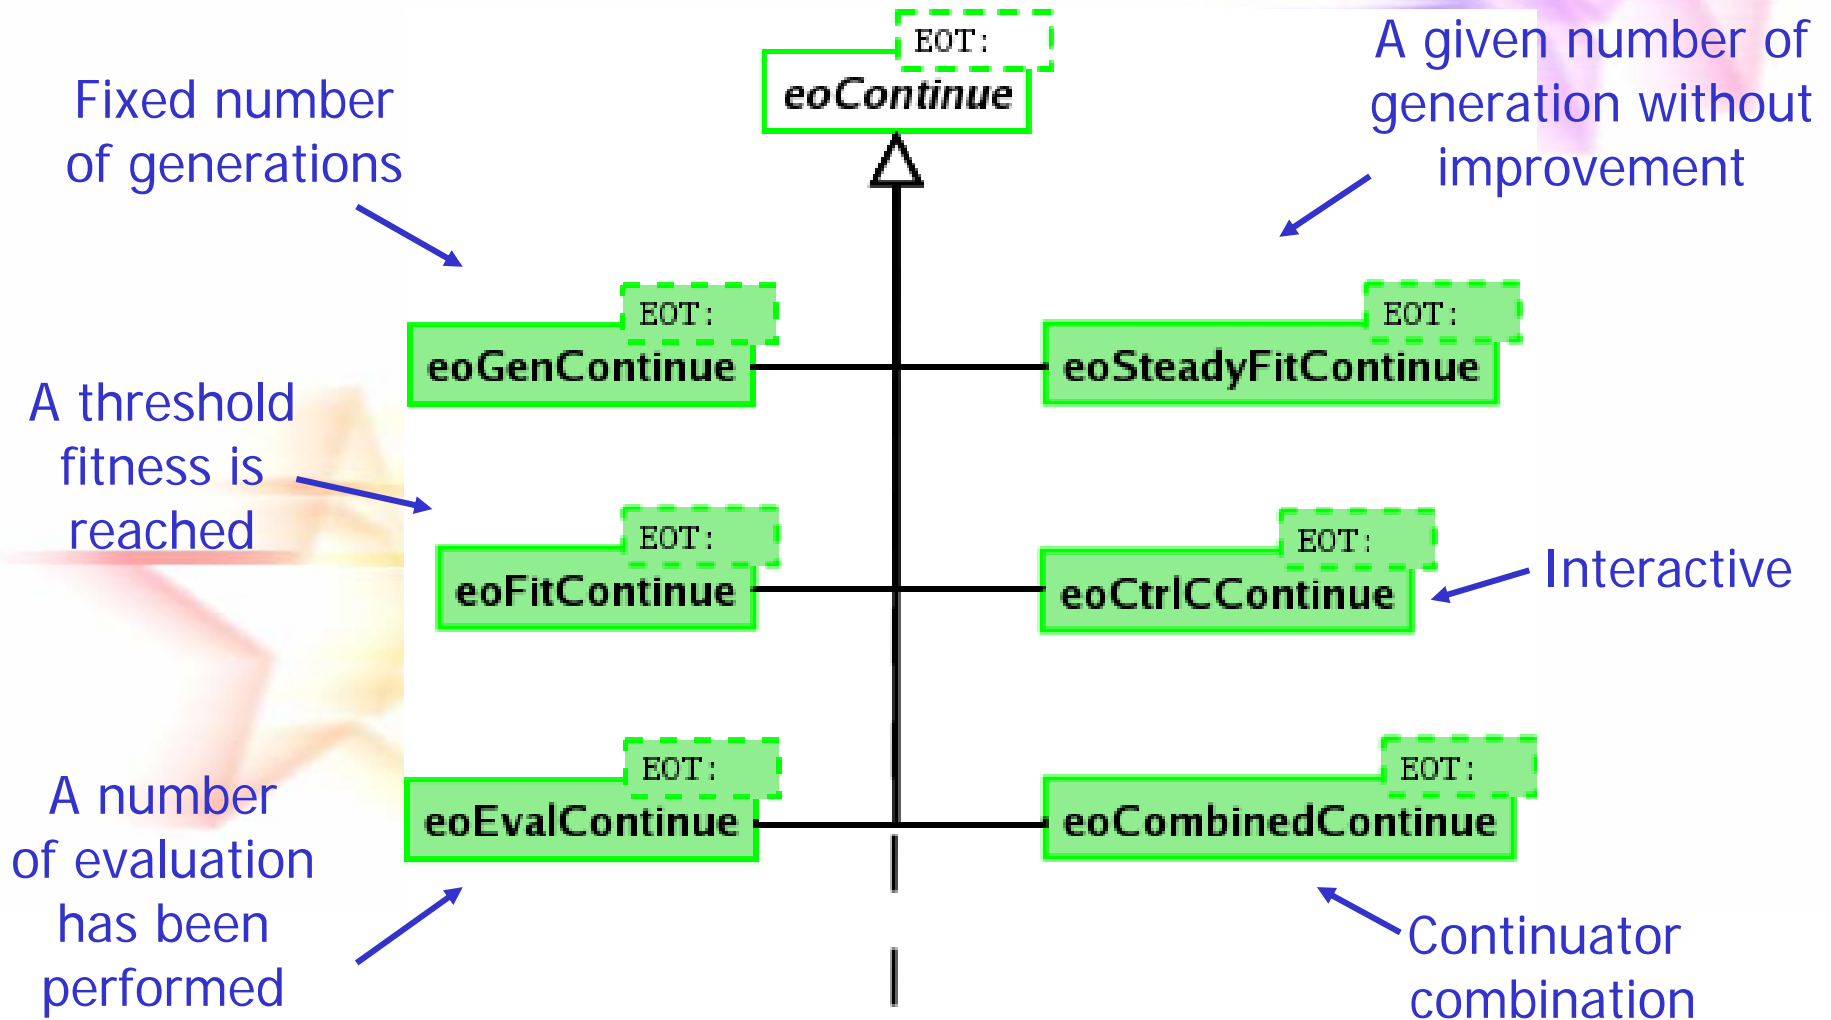 EOT:
eoContinue
Fixed number
of generations
A given number of
generation without
improvement
EOT:
eoGenContinue
EOT:
eoSteadyFitContinue
A threshold
fitness is
reached
EOT:
eoFitContinue
EOT:
eoCtrlCContinue
Interactive
EOT:
eoEvalContinue
EOT:
eoCombinedContinue
A number
of evaluation
has been
performed
Continuator
combination